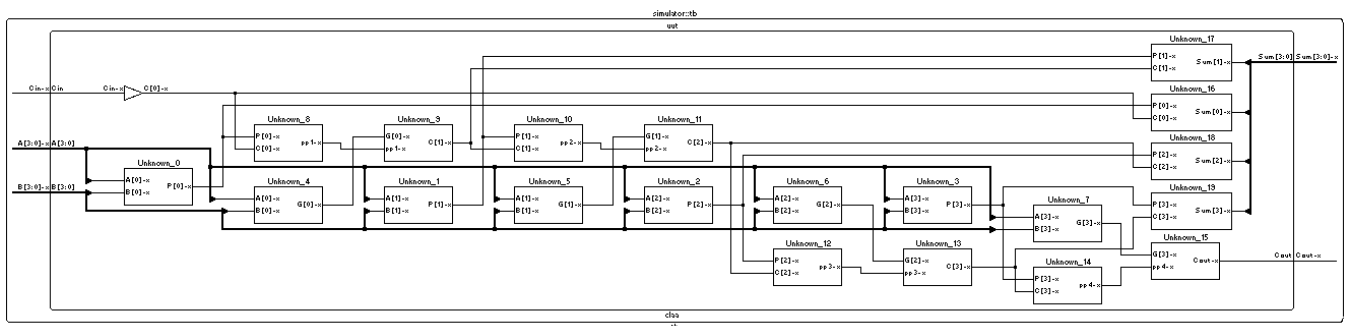 simulator::tb
uut
Unknown_17
P[1]-x
C[1]-x
Sum[1]-x
Sum[3:0]
Sum[3:0]-x
Cin-x
Cin
Cin-x
C[0]-x
Unknown_16
P[0]-x
C[0]-x
Sum[0]-x
Unknown_8
P[0]-x
C[0]-x
pp1-x
Unknown_9
G[0]-x
pp1-x
C[1]-x
Unknown_10
P[1]-x
C[1]-x
pp2-x
Unknown_11
G[1]-x
pp2-x
C[2]-x
Unknown_18
P[2]-x
C[2]-x
Sum[2]-x
A[3:0]-x
A[3:0]
B[3:0]-x
B[3:0]
Unknown_0
A[0]-x
B[0]-x
P[0]-x
Unknown_4
A[0]-x
B[0]-x
G[0]-x
Unknown_1
A[1]-x
B[1]-x
P[1]-x
Unknown_5
A[1]-x
B[1]-x
G[1]-x
Unknown_2
A[2]-x
B[2]-x
P[2]-x
Unknown_6
A[2]-x
B[2]-x
G[2]-x
Unknown_3
A[3]-x
B[3]-x
P[3]-x
Unknown_7
A[3]-x
B[3]-x
G[3]-x
Unknown_19
P[3]-x
C[3]-x
Sum[3]-x
Unknown_12
P[2]-x
C[2]-x
pp3-x
Unknown_13
G[2]-x
pp3-x
C[3]-x
Unknown_14
P[3]-x
C[3]-x
pp4-x
Unknown_15
G[3]-x
pp4-x
Cout-x
Cout
Cout-x
claa